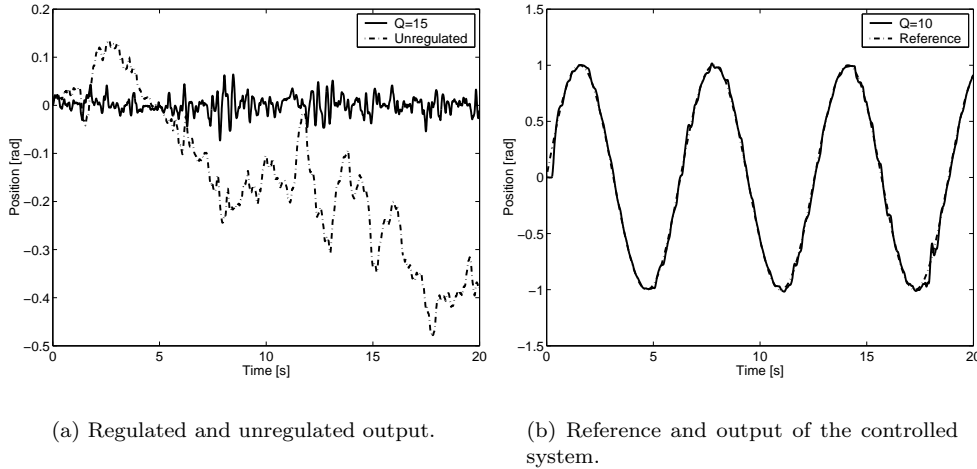 0.2
0.1
0
−0.1
−0.2
−0.3
−0.4
−0.5
Position [rad]
0
5
10
15
20
Time [s]
Q=15
Unregulated
1.5
1
0.5
0
−0.5
−1
−1.5
Position [rad]
0
5
10
15
20
Time [s]
Q=10
Reference
(a) Regulated and unregulated output.
(b) Reference and output of the controlled
system.